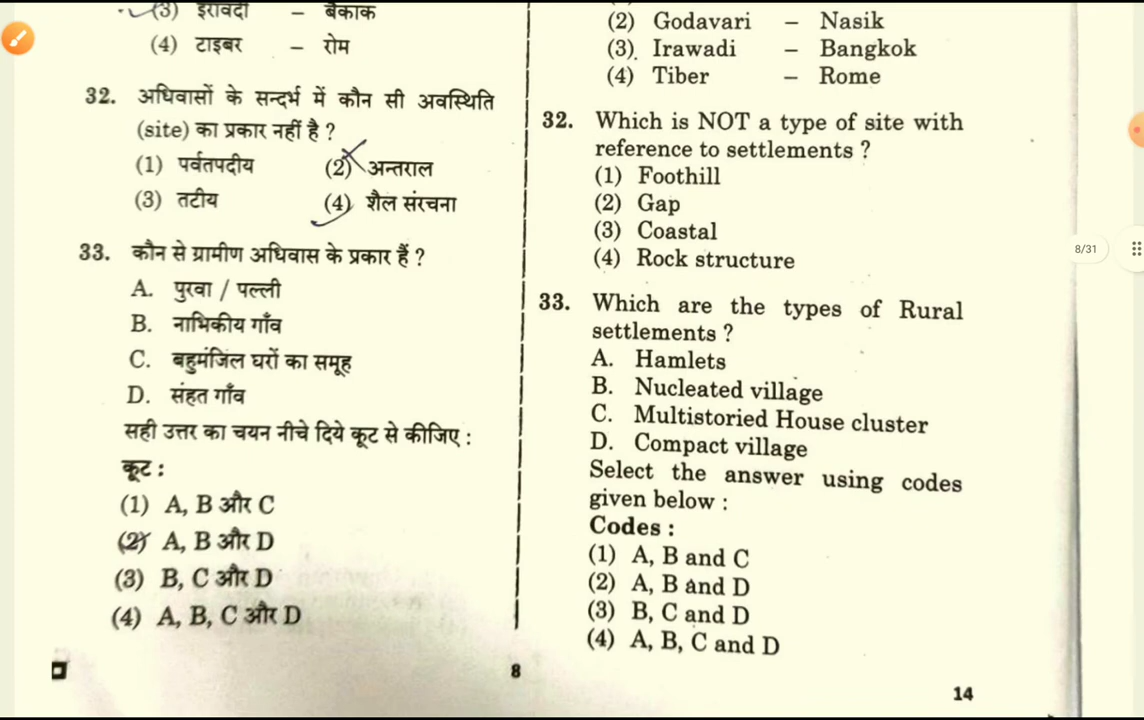 (3) इरावदी – बैंकाक
(4) टाइबर – रोम
32. अधिवासों के सन्दर्भ में कौन सी अवस्थिति
(site) का प्रकार नहीं है ?
(1) पर्वतपदीय (2) अन्तराल
(3) तटीय (4) शैल संरचना
33. कौन से ग्रामीण अधिवास के प्रकार हैं ?
A. पुरवा / पल्ली
B. नाभिकीय गाँव
C. बहुमंजिल घरों का समूह
D. संहत गाँव
सही उत्तर का चयन नीचे दिये कूट से कीजिए :
कूट :
(1) A, B और C
(2) A, B और D
(3) B, C और D
(4) A, B, C और D
(2) Godavari – Nasik
(3) Irawadi – Bangkok
(4) Tiber – Rome
32. Which is NOT a type of site with
reference to settlements ?
(1) Foothill
(2) Gap
(3) Coastal
(4) Rock structure
33. Which are the types of Rural
settlements ?
A. Hamlets
B. Nucleated village
C. Multistoried House cluster
D. Compact village
Select the answer using codes
given below :
Codes :
(1) A, B and C
(2) A, B and D
(3) B, C and D
(4) A, B, C and D
8
14
8/31